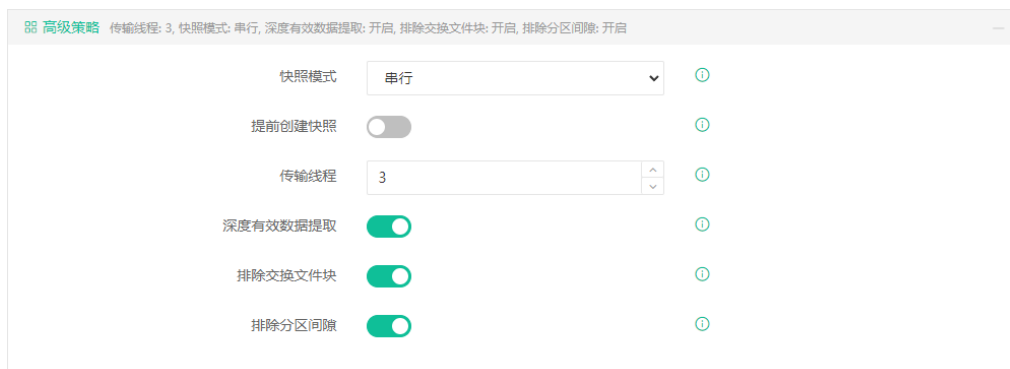 高级策略 传输线程: 3, 快照模式: 串行, 深度有效数据提取: 开启, 排除交换文件块: 开启, 排除分区间隙: 开启
快照模式 串行
提前创建快照
传输线程 3
深度有效数据提取
排除交换文件块
排除分区间隙